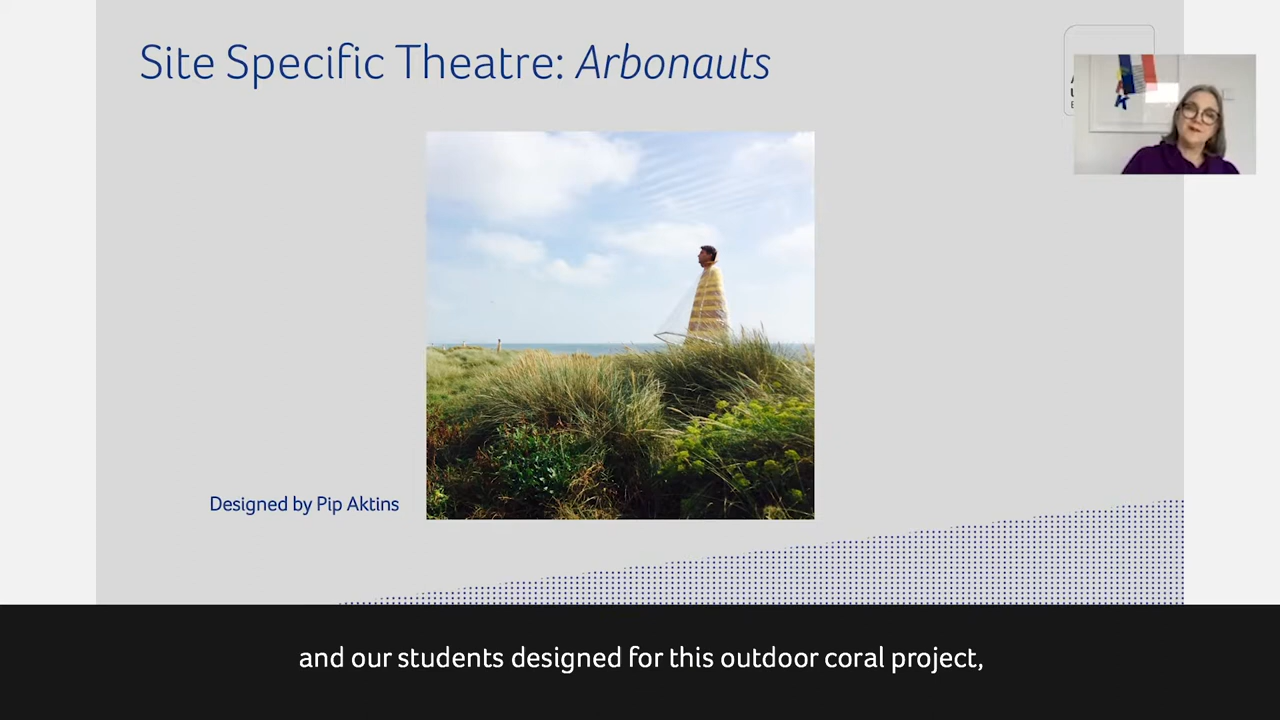 Site Specific Theatre: Arbonauts
Designed by Pip Aktins
and our students designed for this outdoor coral project,